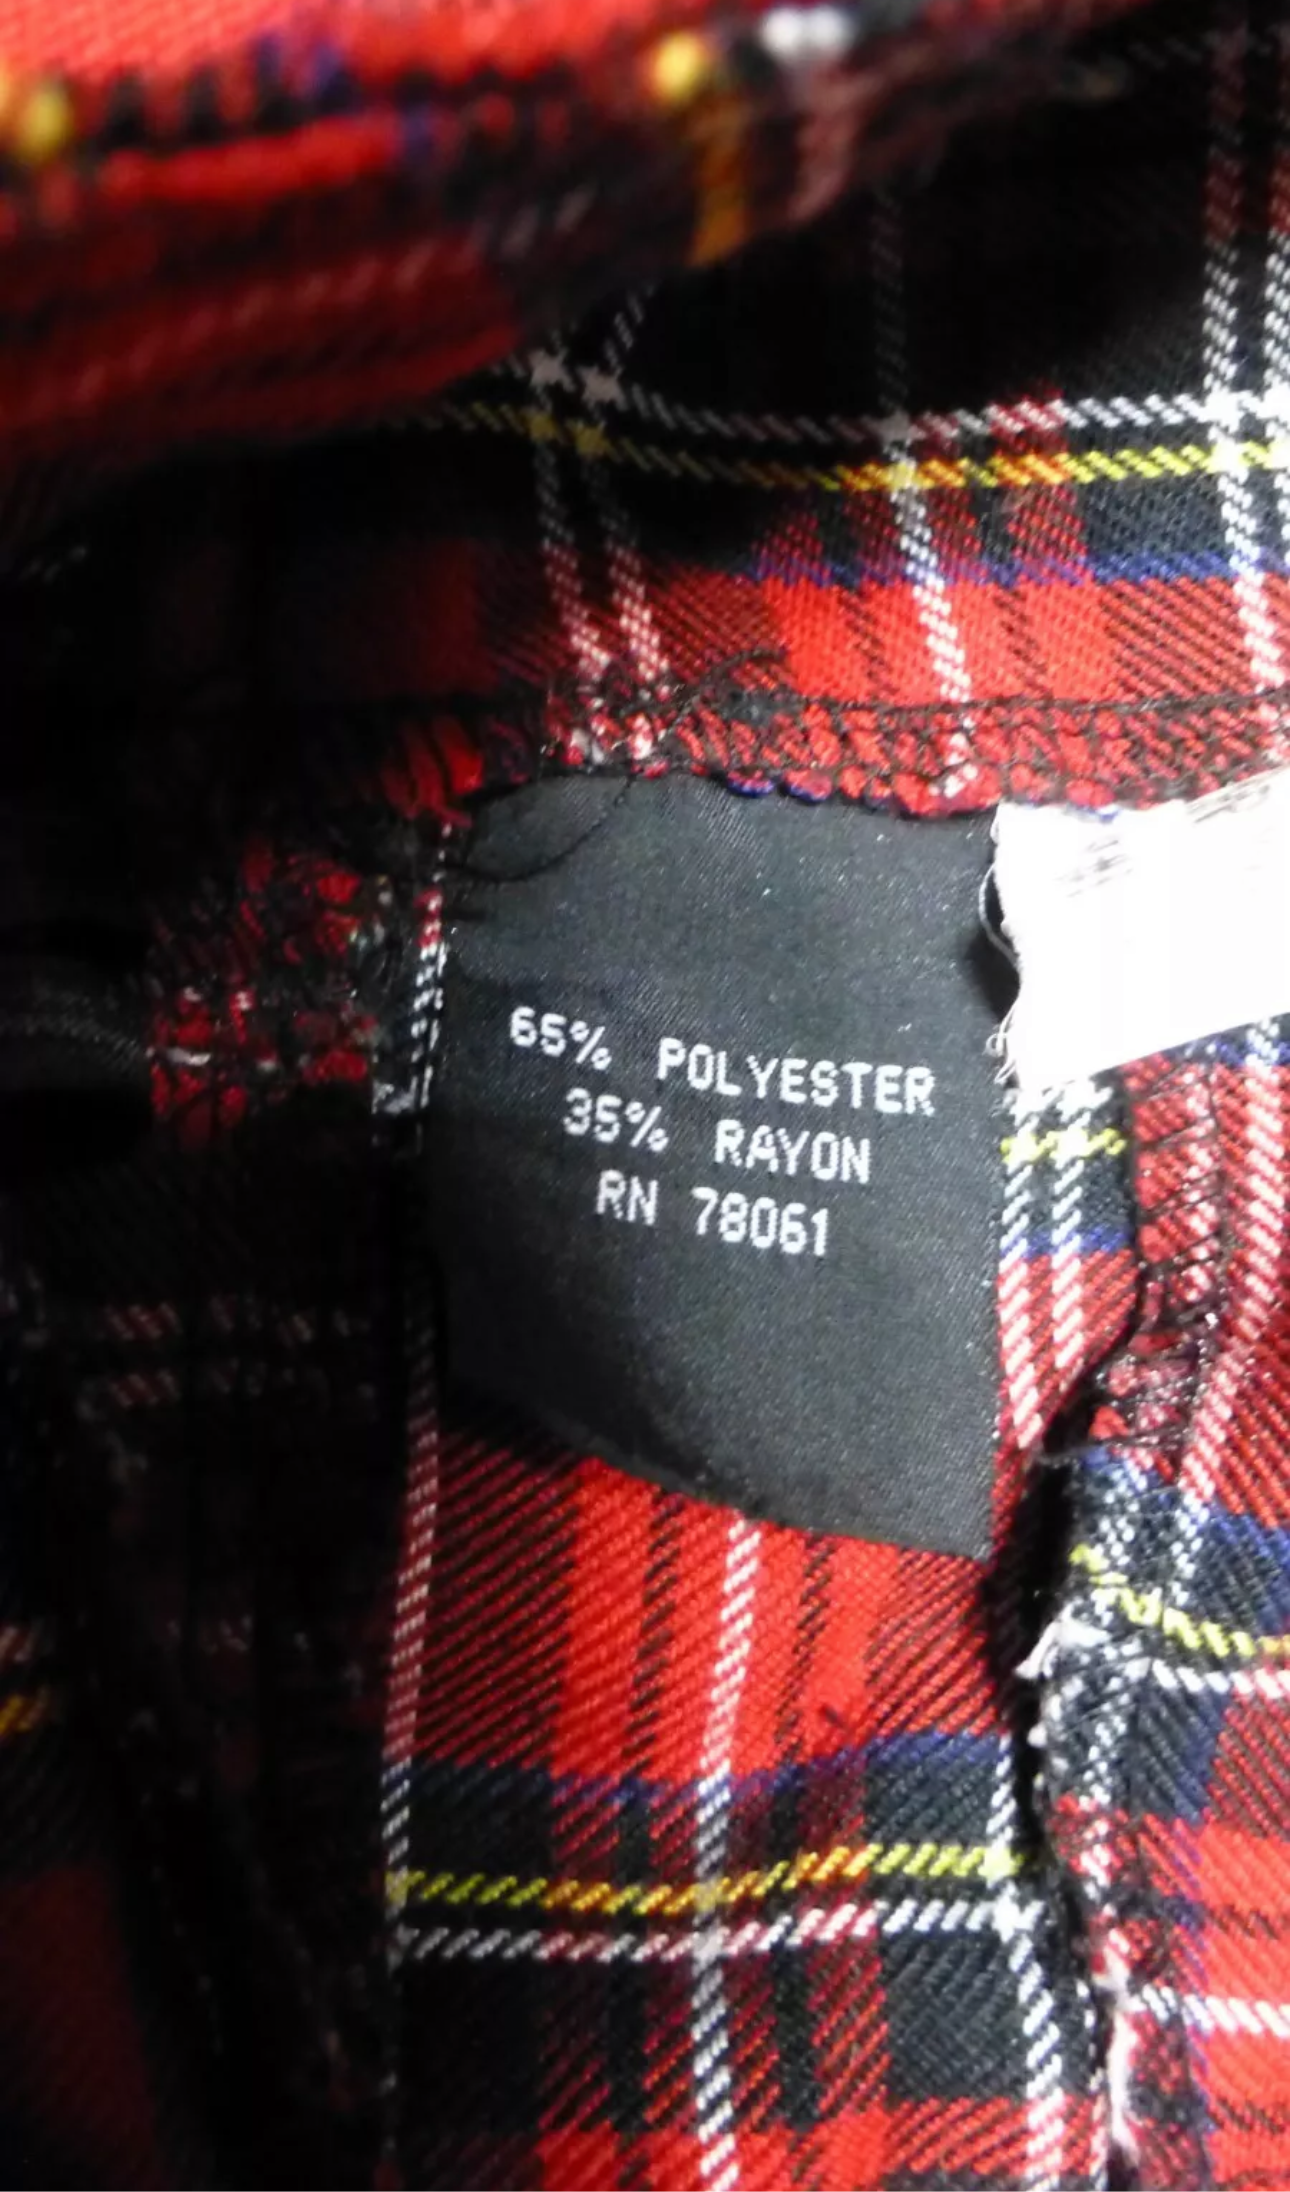 65% POLYESTER
35% RAYON
RN 78061